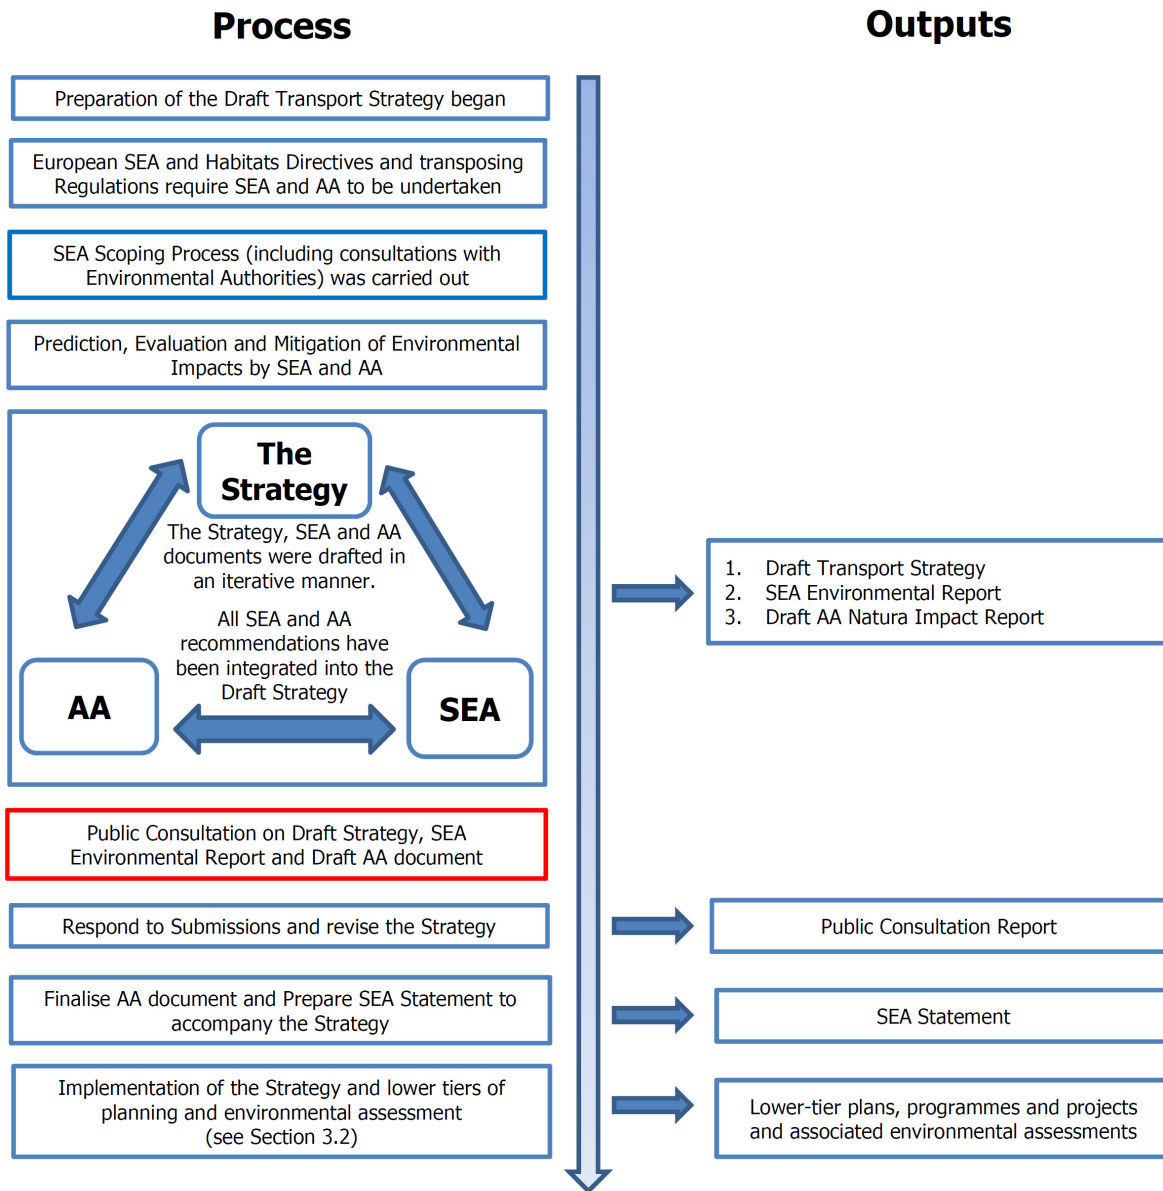 Process
Outputs
Preparation of the Draft Transport Strategy began
European SEA and Habitats Directives and transposing
Regulations require SEA and AA to be undertaken
SEA Scoping Process (including consultations with
Environmental Authorities) was carried out
Prediction, Evaluation and Mitigation of Environmental
Impacts by SEA and AA
The
Strategy
The Strategy, SEA and AA
documents were drafted in
an iterative manner.
All SEA and AA
recommendations have
been integrated into the
Draft Strategy
AA
SEA
1. Draft Transport Strategy
2. SEA Environmental Report
3. Draft AA Natura Impact Report
Public Consultation on Draft Strategy, SEA
Environmental Report and Draft AA document
Respond to Submissions and revise the Strategy
Public Consultation Report
Finalise AA document and Prepare SEA Statement to
accompany the Strategy
SEA Statement
Implementation of the Strategy and lower tiers of
planning and environmental assessment
(see Section 3.2)
Lower-tier plans, programmes and projects
and associated environmental assessments